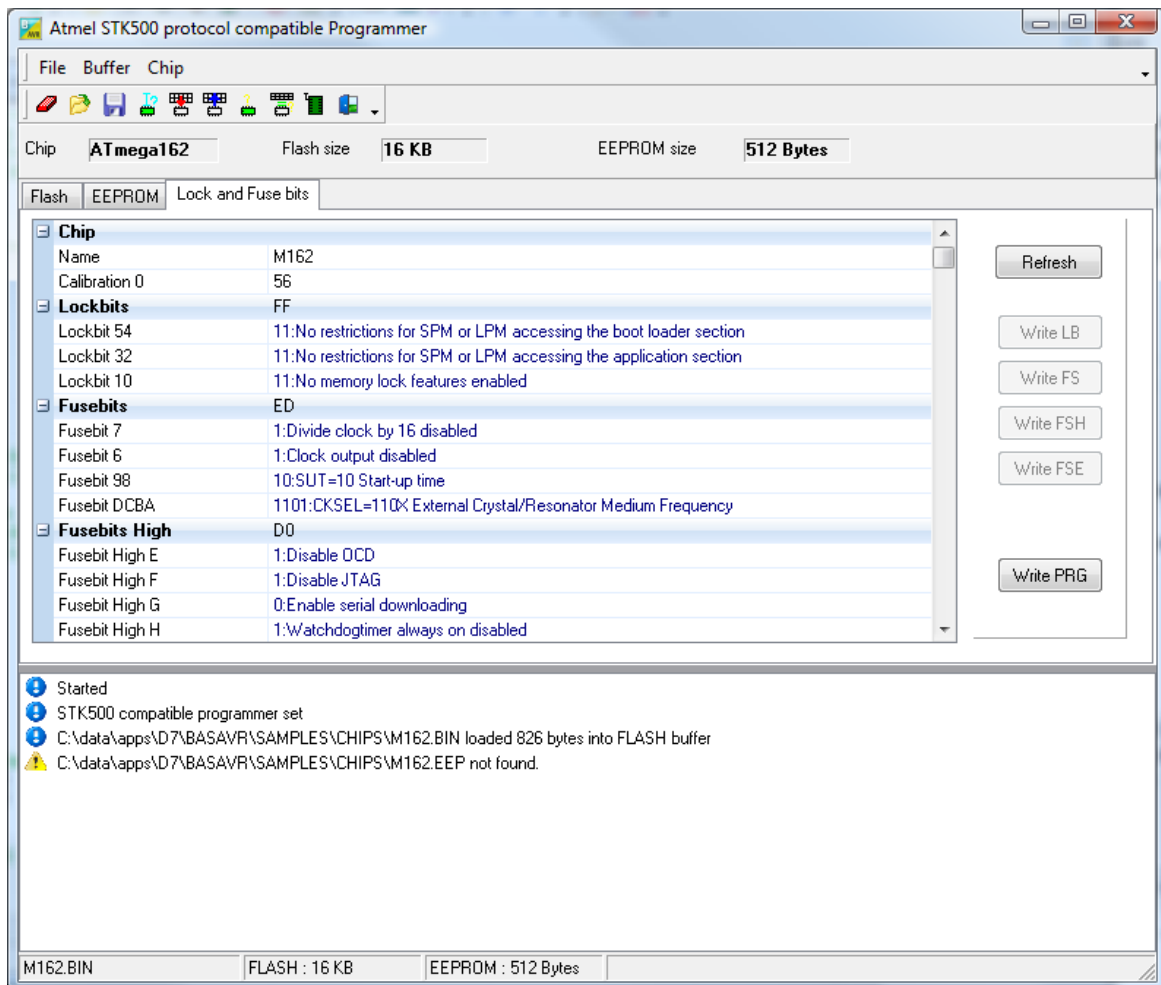 Atmel STK500 protocol compatible Programmer
File Buffer Chip
Chip ATmega162 Flash size 16 KB EEPROM size 512 Bytes
Flash EEPROM Lock and Fuse bits
Chip
Name M162
Calibration 0 56
Lockbits FF
Lockbit 54 11:No restrictions for SPM or LPM accessing the boot loader section
Lockbit 32 11:No restrictions for SPM or LPM accessing the application section
Lockbit 10 11:No memory lock features enabled
Fusebits ED
Fusebit 7 1:Divide clock by 16 disabled
Fusebit 6 1:Clock output disabled
Fusebit 98 10:SUT=10 Start-up time
Fusebit DCBA 1101:CKSEL=110X External Crystal/Resonator Medium Frequency
Fusebits High D0
Fusebit High E 1:Disable OCD
Fusebit High F 1:Disable JTAG
Fusebit High G 0:Enable serial downloading
Fusebit High H 1:Watchdogtimer always on disabled
Refresh
Write LB
Write FS
Write FSH
Write FSE
Write PRG
Started
STK500 compatible programmer set
C:\data\apps\D7\BASAVR\SAMPLES\CHIPS\M162.BIN loaded 826 bytes into FLASH buffer
C:\data\apps\D7\BASAVR\SAMPLES\CHIPS\M162.EEP not found.
M162.BIN FLASH : 16 KB EEPROM : 512 Bytes